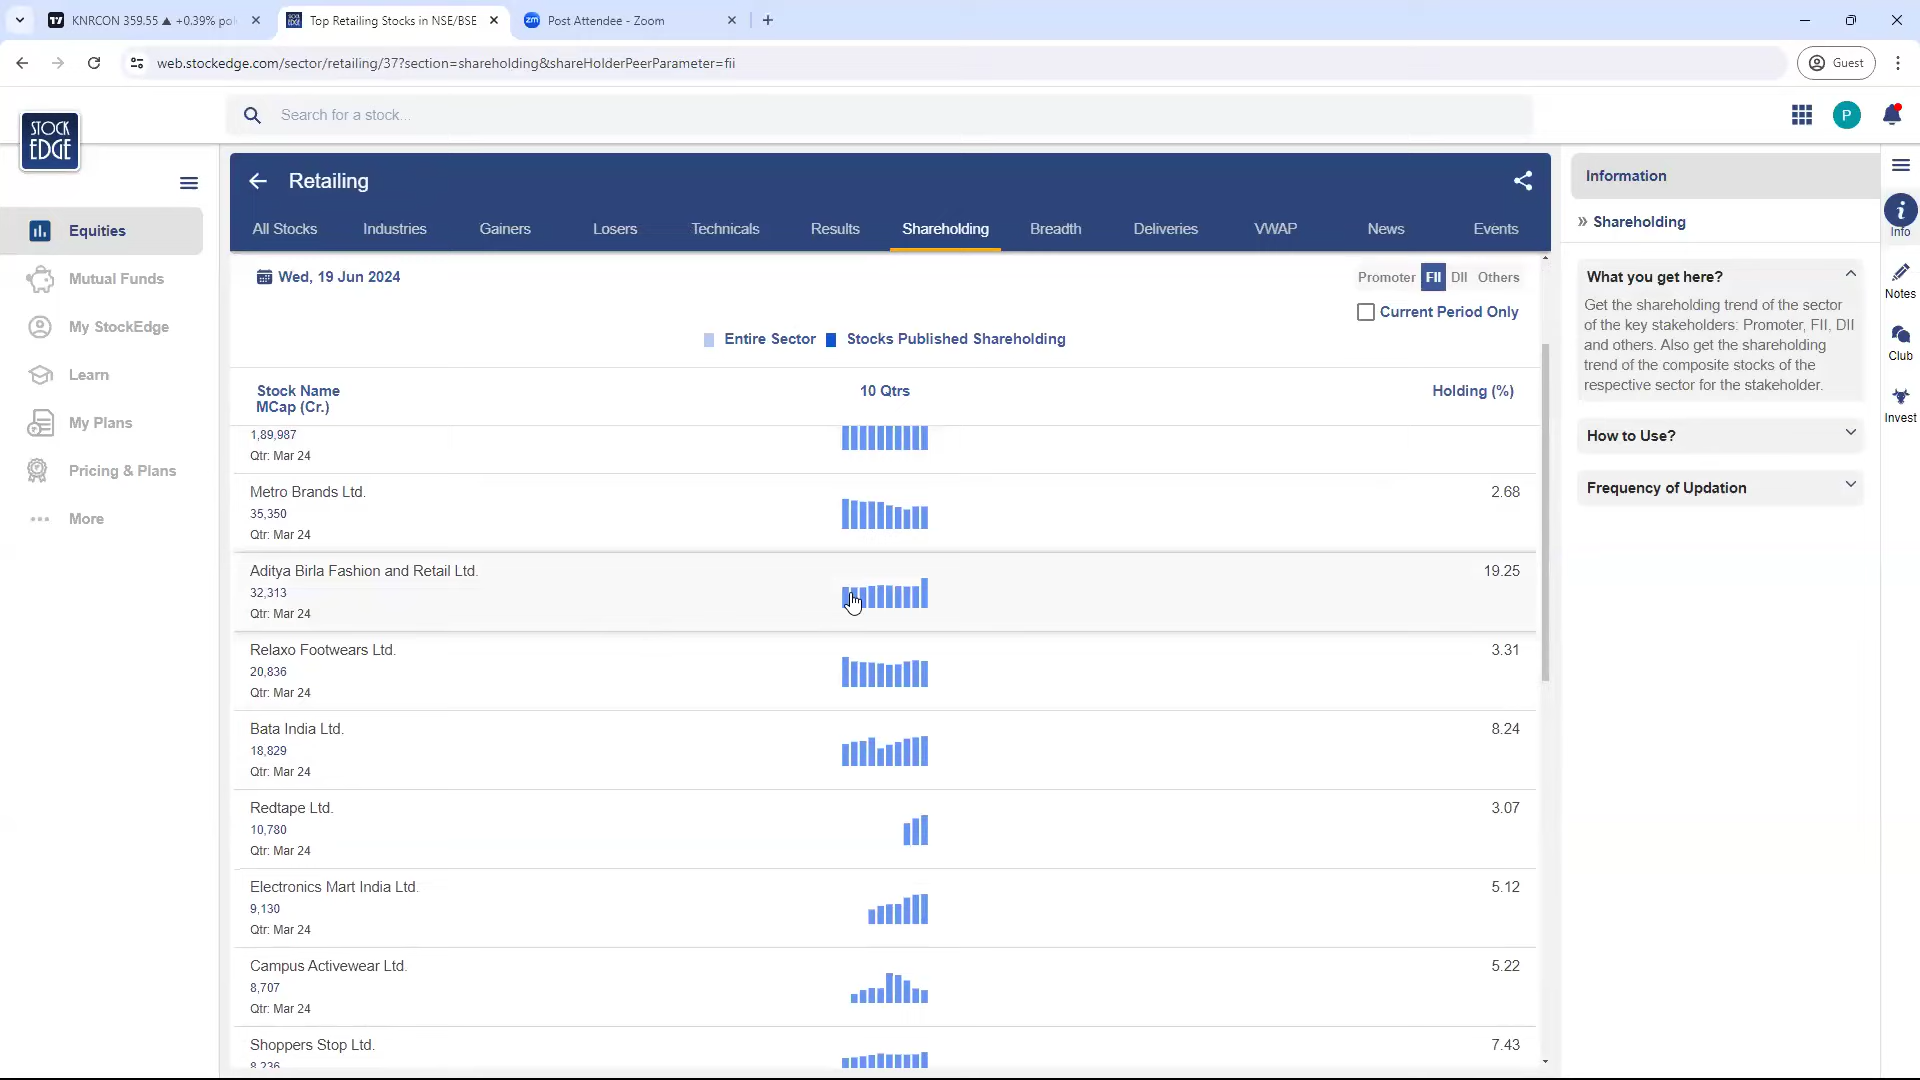 KNRCON 359.55 ▲ +0.39%
Top Retailing Stocks in NSE/BSE
zm Post Attendee - Zoom
web.stockedge.com/sector/retailing/37?section=shareholding&shareHolderPeerParameter=fii
Guest
STOCK
EDGE
Search for a stock...
P
Equities
Mutual Funds
My StockEdge
Learn
My Plans
Pricing & Plans
More
Retailing
All Stocks Industries Gainers Losers Technicals Results Shareholding Breadth Deliveries VWAP News Events
Wed, 19 Jun 2024
Promoter FII DII Others
Current Period Only
Entire Sector Stocks Published Shareholding
Stock Name 10 Qtrs Holding (%)
MCap (Cr.)
1,89,987
Qtr: Mar 24
Metro Brands Ltd. 2.68
35,350
Qtr: Mar 24
Aditya Birla Fashion and Retail Ltd. 19.25
32,313
Qtr: Mar 24
Relaxo Footwears Ltd. 3.31
20,836
Qtr: Mar 24
Bata India Ltd. 8.24
18,829
Qtr: Mar 24
Redtape Ltd. 3.07
10,780
Qtr: Mar 24
Electronics Mart India Ltd. 5.12
9,130
Qtr: Mar 24
Campus Activewear Ltd. 5.22
8,707
Qtr: Mar 24
Shoppers Stop Ltd. 7.43
8,236
Information
» Shareholding
What you get here?
Get the shareholding trend of the sector
of the key stakeholders: Promoter, FII, DII
and others. Also get the shareholding
trend of the composite stocks of the
respective sector for the stakeholder.
How to Use?
Frequency of Updation
Info
Notes
Club
Invest